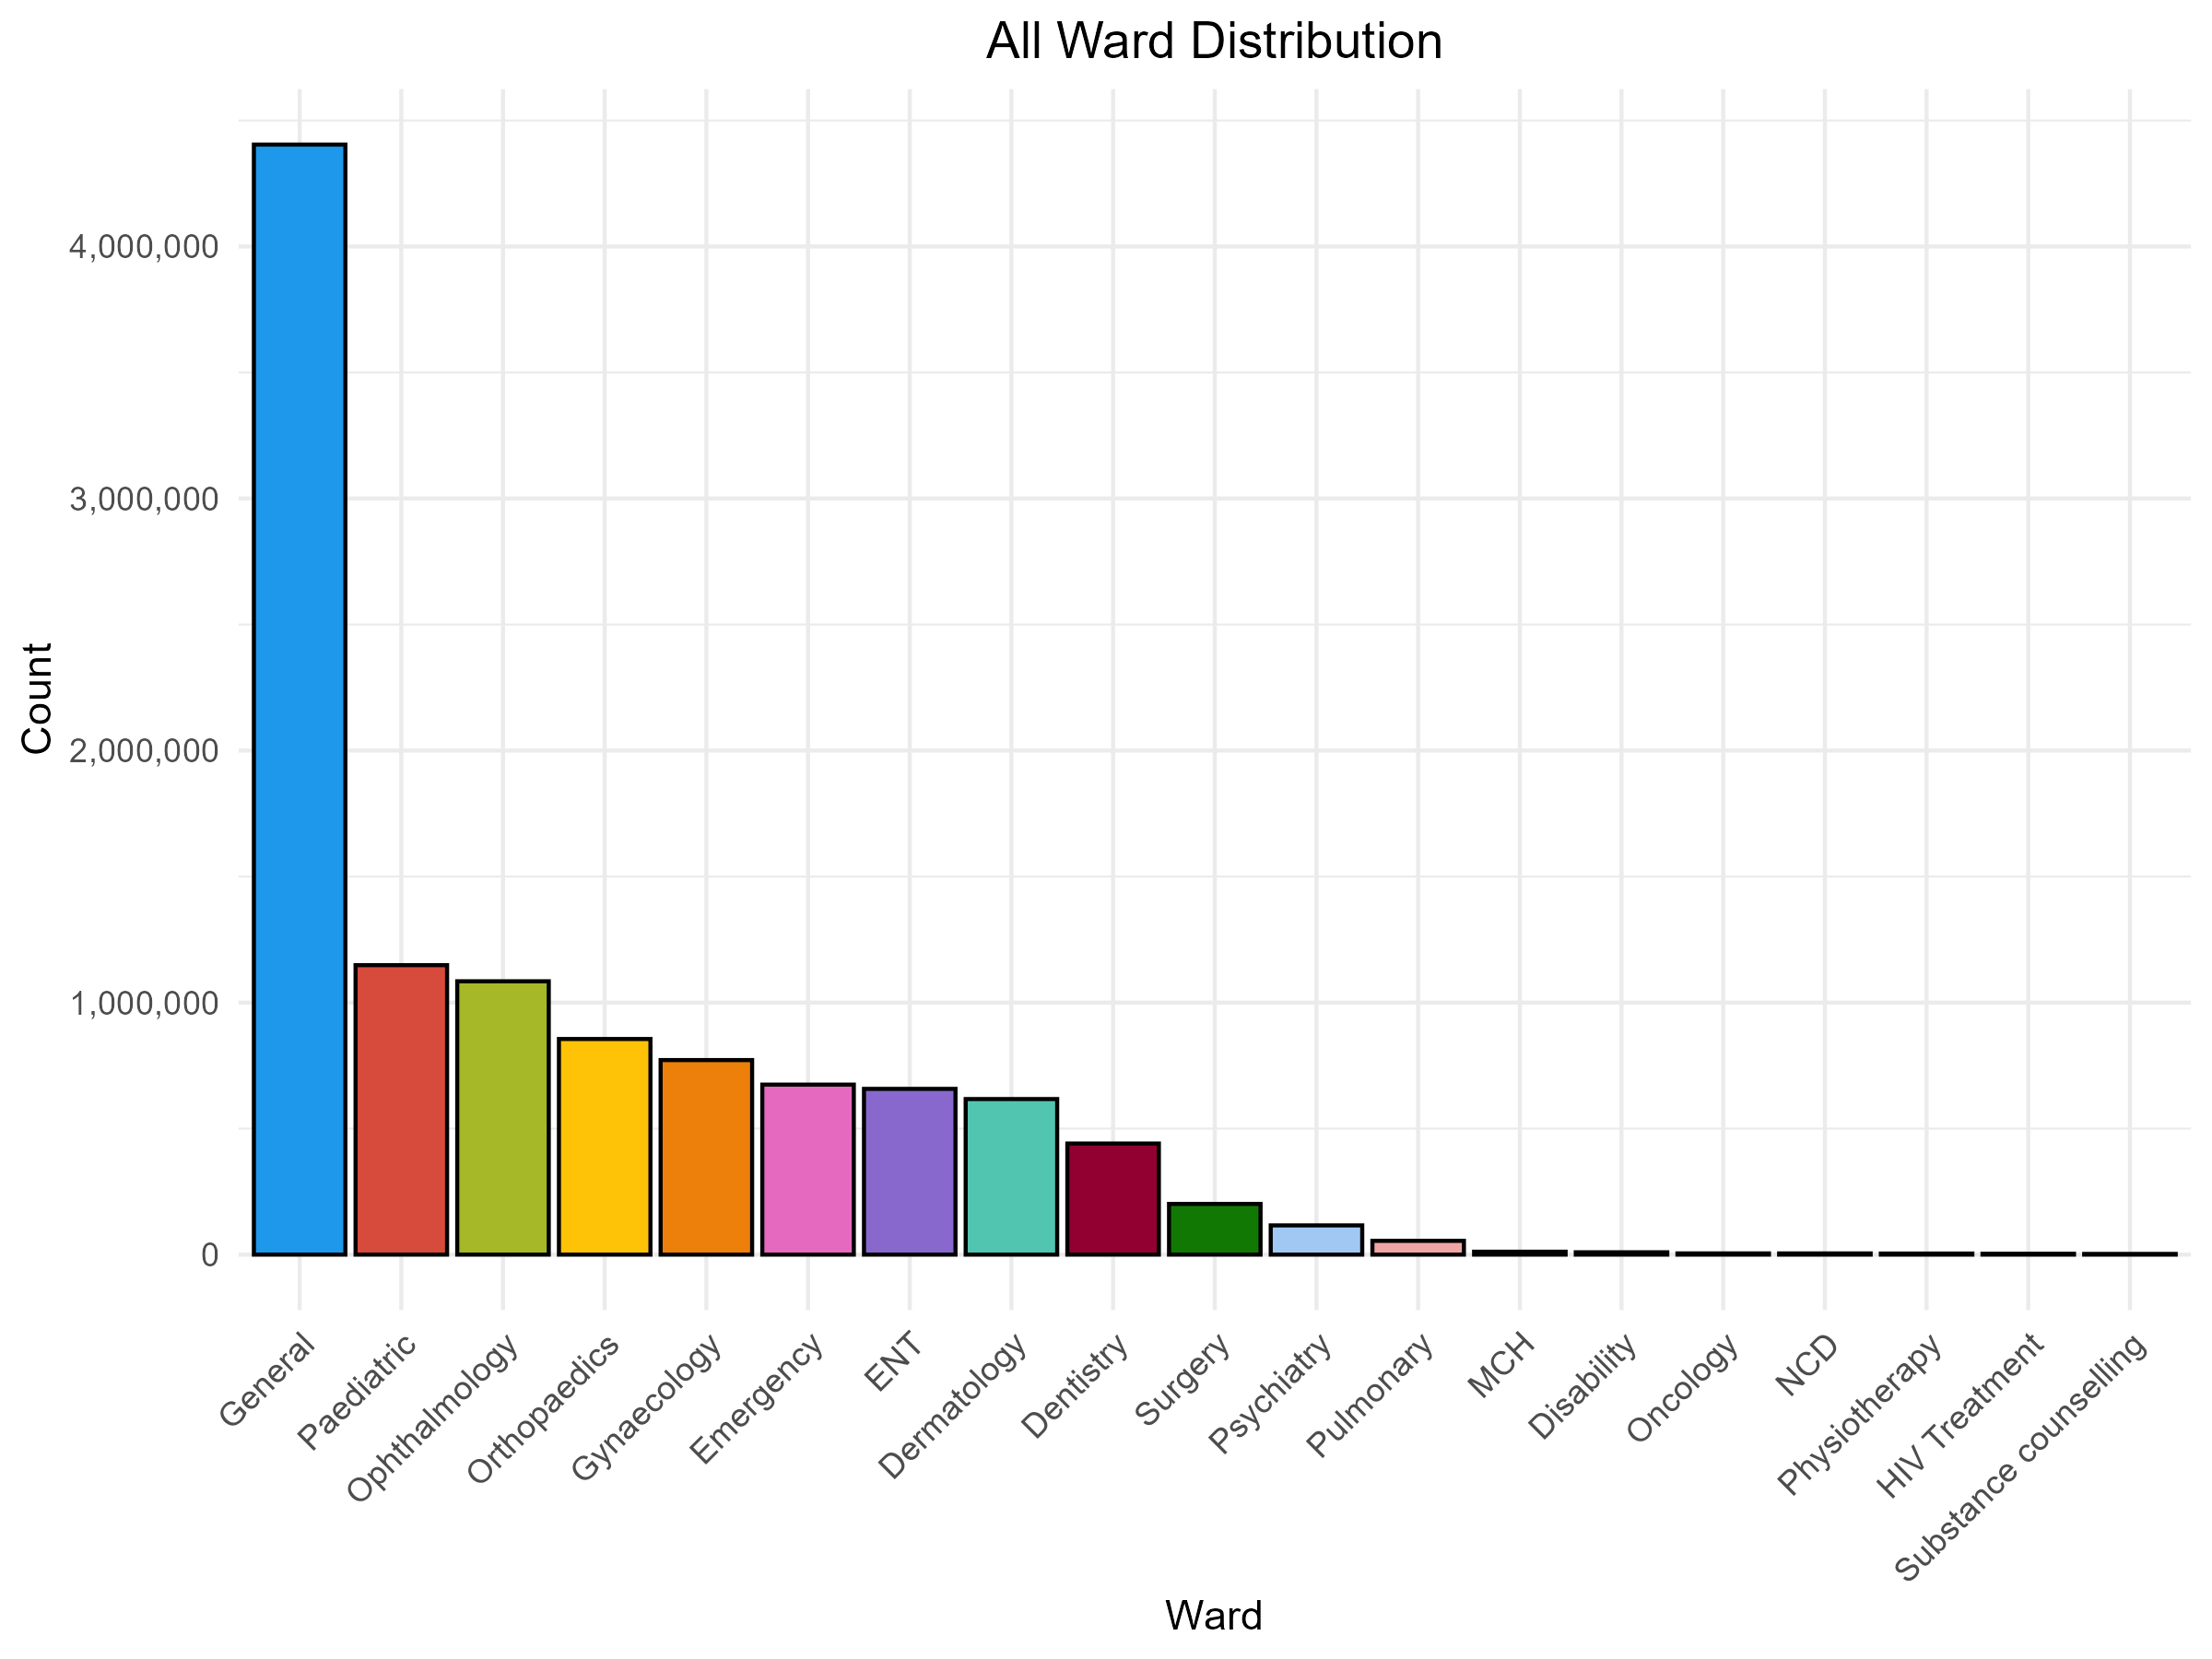 All Ward Distribution
Count
4,000,000
3,000,000
2,000,000
1,000,000
0
General
Paediatric
Ophthalmology
Orthopaedics
Gynaecology
Emergency
ENT
Dermatology
Dentistry
Surgery
Psychiatry
Pulmonary
MCH
Disability
Oncology
NCD
Physiotherapy
HIV Treatment
Substance counselling
Ward